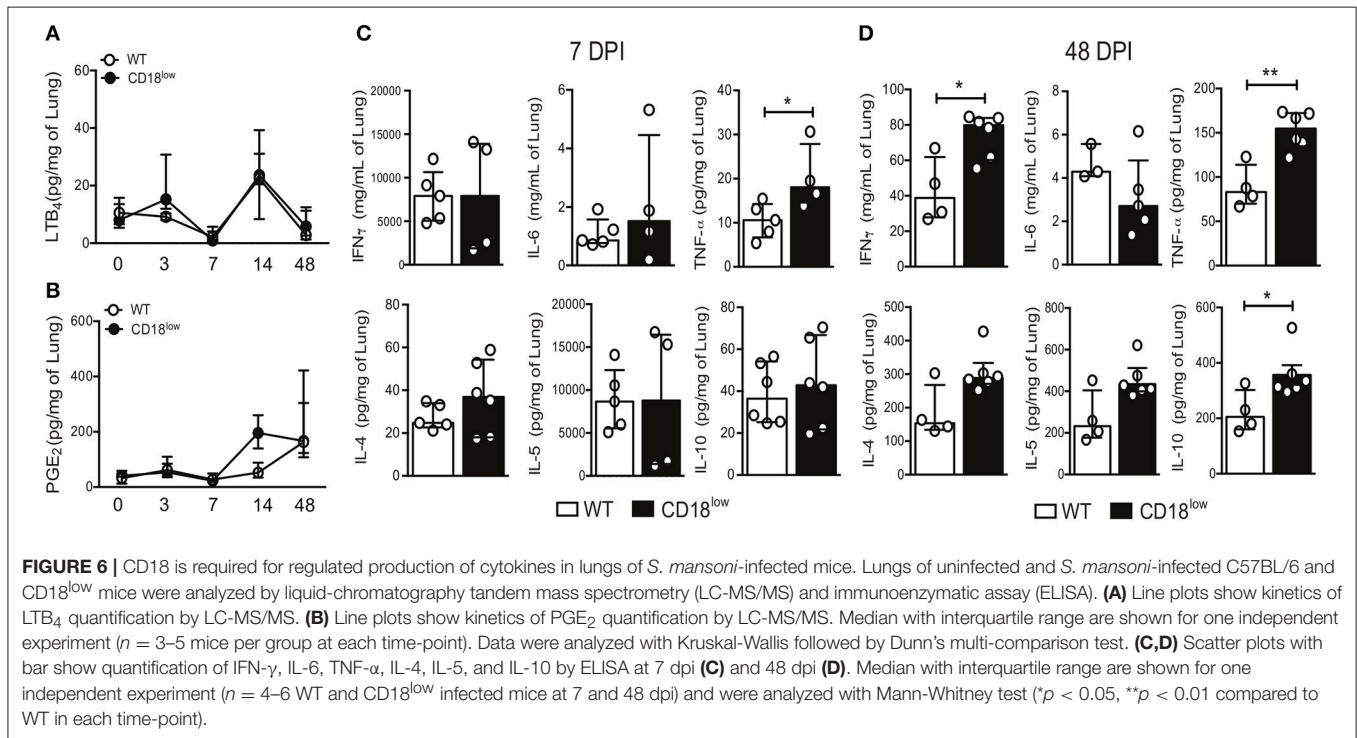 A
WT
CD18low
LTB4(pg/mg of Lung)
60
40
20
0
0 3 7 14 48
B
WT
CD18low
PGE2(pg/mg of Lung)
600
400
200
0
0 3 7 14 48
C
7 DPI
IFNγ (mg/mL of Lung)
20000
15000
10000
5000
0
IL-6 (mg/mL of Lung)
6
4
2
0
TNF-α (pg/mg of Lung)
40
30
20
10
0
*
IL-4 (pg/mg of Lung)
80
60
40
20
0
IL-5 (pg/mg of Lung)
20000
15000
10000
5000
0
IL-10 (pg/mg of Lung)
80
60
40
20
0
WT CD18low
D
48 DPI
IFNγ (mg/mL of Lung)
100
80
60
40
20
0
*
IL-6 (mg/mL of Lung)
8
6
4
2
0
TNF-α (pg/mg of Lung)
200
150
100
50
0
**
IL-4 (pg/mg of Lung)
500
400
300
200
100
0
IL-5 (pg/mg of Lung)
800
600
400
200
0
IL-10 (pg/mg of Lung)
600
400
200
0
*
WT CD18low
FIGURE 6 | CD18 is required for regulated production of cytokines in lungs of S. mansoni-infected mice. Lungs of uninfected and S. mansoni-infected C57BL/6 and
CD18low mice were analyzed by liquid-chromatography tandem mass spectrometry (LC-MS/MS) and immunoenzymatic assay (ELISA). (A) Line plots show kinetics of
LTB4 quantification by LC-MS/MS. (B) Line plots show kinetics of PGE2 quantification by LC-MS/MS. Median with interquartile range are shown for one independent
experiment (n = 3–5 mice per group at each time-point). Data were analyzed with Kruskal-Wallis followed by Dunn's multi-comparison test. (C,D) Scatter plots with
bar show quantification of IFN-γ, IL-6, TNF-α, IL-4, IL-5, and IL-10 by ELISA at 7 dpi (C) and 48 dpi (D). Median with interquartile range are shown for one
independent experiment (n = 4–6 WT and CD18low infected mice at 7 and 48 dpi) and were analyzed with Mann-Whitney test (*p < 0.05, **p < 0.01 compared to
WT in each time-point).